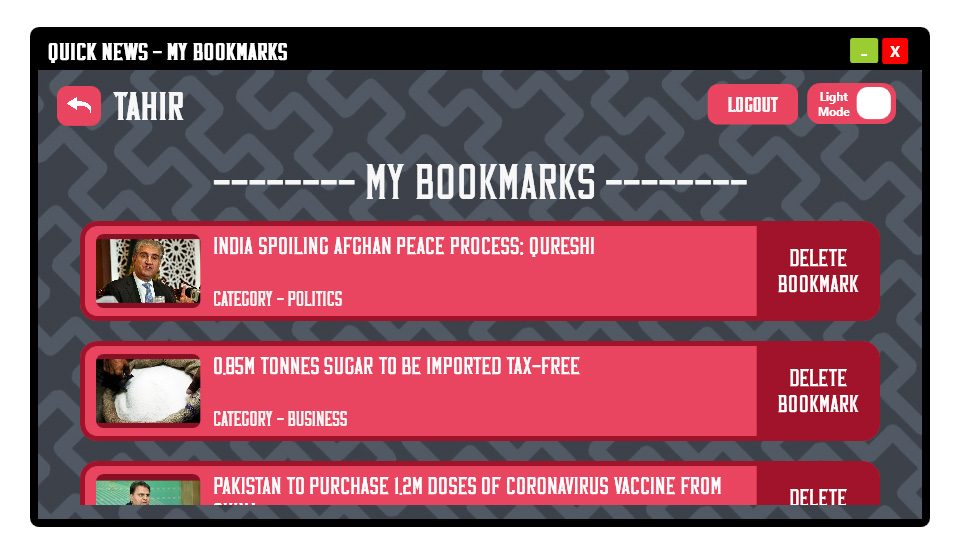 QUICK NEWS - MY BOOKMARKS
- X
TAHIR
LOGOUT
Light
Mode
-------- MY BOOKMARKS --------
INDIA SPOILING AFGHAN PEACE PROCESS: QURESHI
CATEGORY - POLITICS
DELETE
BOOKMARK
0.85M TONNES SUGAR TO BE IMPORTED TAX-FREE
CATEGORY - BUSINESS
DELETE
BOOKMARK
PAKISTAN TO PURCHASE 1.2M DOSES OF CORONAVIRUS VACCINE FROM
DELETE